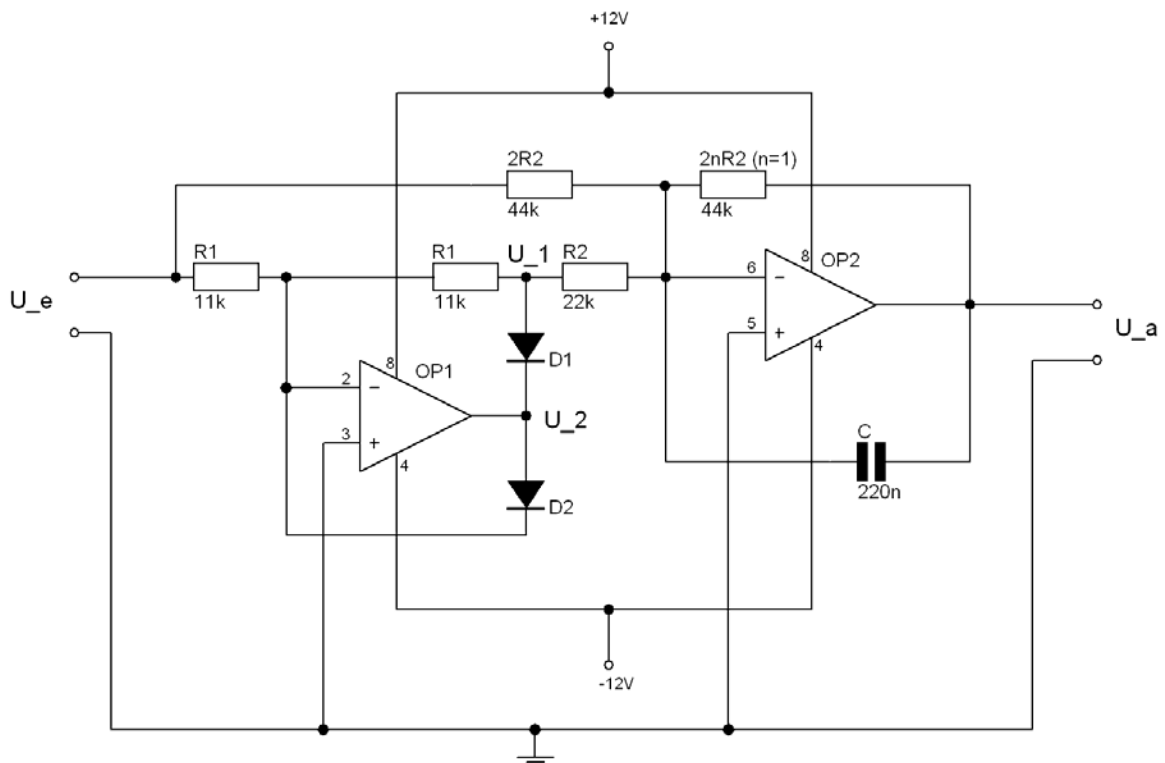 +12V
2R2
2nR2 (n=1)
44k
44k
R1
R1
U_1
R2
8
OP2
U_e
11k
11k
22k
6
−
5
+
4
U_a
8
OP1
D1
2
−
U_2
3
+
4
C
D2
220n
-12V